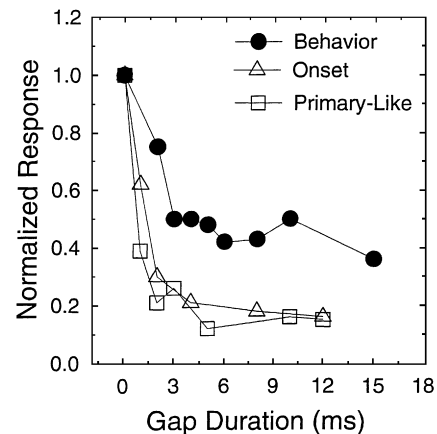 1.2
1.0
0.8
0.6
0.4
0.2
0.0
Normalized Response
Behavior
Onset
Primary-Like
0 3 6 9 12 15 18
Gap Duration (ms)